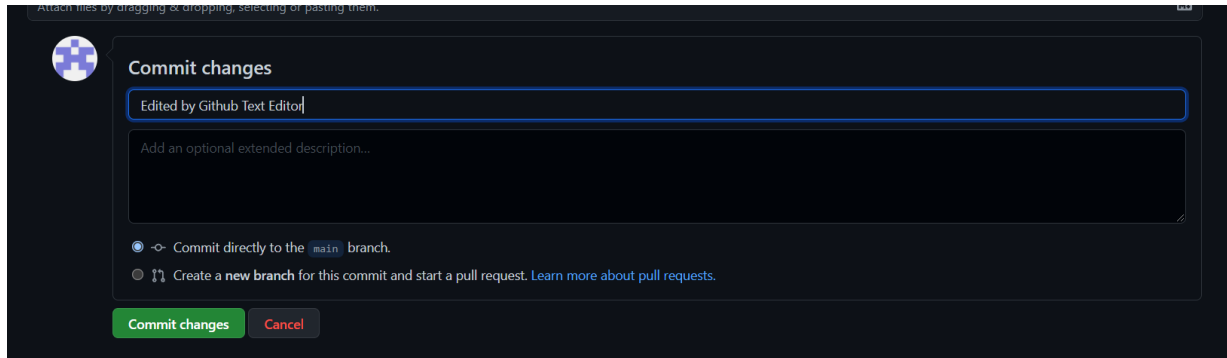 Attach files by dragging & dropping, selecting or pasting them.
Commit changes
Edited by Github Text Editor
Add an optional extended description...
Commit directly to the main branch.
Create a new branch for this commit and start a pull request. Learn more about pull requests.
Commit changes Cancel